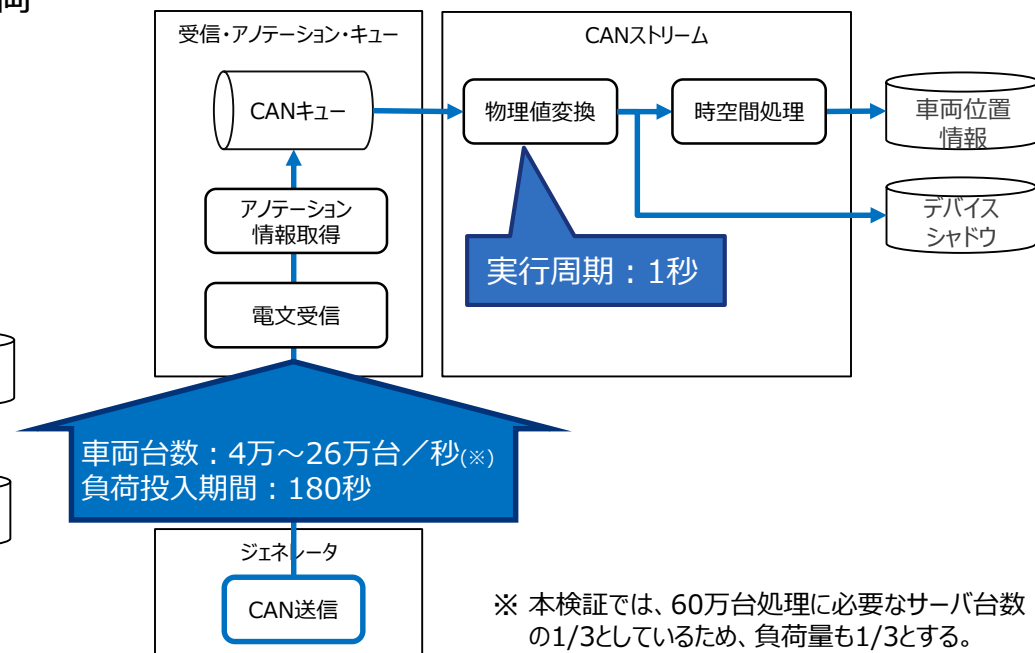 受信・アノテーション・キュー
CANストリーム
CANキュー
物理値変換
時空間処理
車両位置
情報
アノテーション
情報取得
デバイス
シャドウ
実行周期：1秒
電文受信
車両台数：4万～26万台／秒(※)
負荷投入期間：180秒
ジェネレータ
CAN送信
※ 本検証では、60万台処理に必要なサーバ台数
の1/3としているため、負荷量も1/3とする。